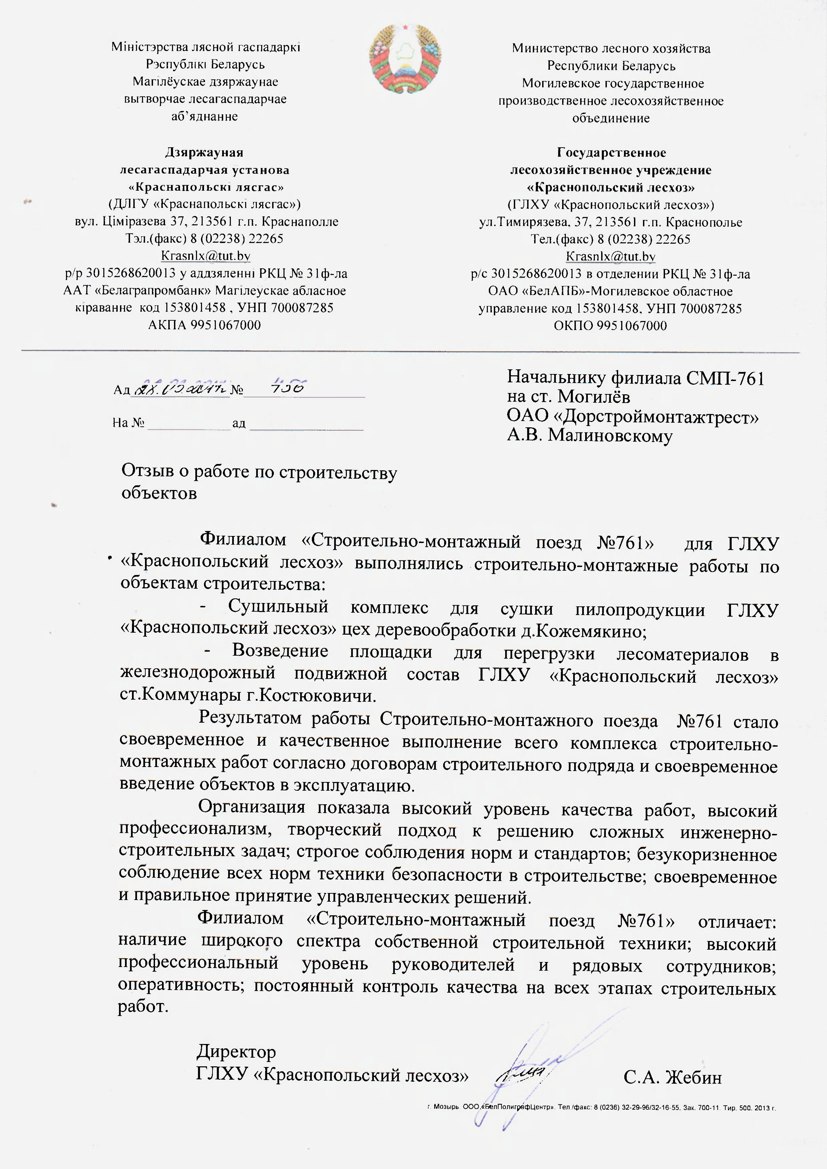 Міністэрства лясной гаспадаркі
Рэспублікі Беларусь
Магілёускае дзяржаунае
вытворчае лесагаспадарчае
аб’яднанне
Дзяржауная
лесагаспадарчая установа
«Краснапольскі лясгас»
(ДЛГУ «Краснапольскі лясгас»)
вул. Ціміразева 37, 213561 г.п. Краснаполле
Тэл.(факс) 8 (02238) 22265
Krasnlx@tut.by
р/р 3015268620013 у аддзяленні РКЦ № 31ф-ла
ААТ «Белаграпромбанк» Магілеускае абласное
кіраванне код 153801458 , УНП 700087285
АКПА 9951067000
Министерство лесного хозяйства
Республики Беларусь
Могилевское государственное
производственное лесохозяйственное
объединение
Государственное
лесохозяйственное учреждение
«Краснопольский лесхоз»
(ГЛХУ «Краснопольский лесхоз»)
ул.Тимирязева, 37, 213561 г.п. Краснополье
Тел.(факс) 8 (02238) 22265
Krasnlx@tut.by
р/с 3015268620013 в отделении РКЦ № 31ф-ла
ОАО «БелАПБ»-Могилевское областное
управление код 153801458, УНП 700087285
ОКПО 9951067000
Ад №
На № ад
Начальнику филиала СМП-761
на ст. Могилёв
ОАО «Дорстроймонтажтрест»
А.В. Малиновскому
Отзыв о работе по строительству
объектов
Филиалом «Строительно-монтажный поезд №761» для ГЛХУ
«Краснопольский лесхоз» выполнялись строительно-монтажные работы по
объектам строительства:
- Сушильный комплекс для сушки пилопродукции ГЛХУ
«Краснопольский лесхоз» цех деревообработки д.Кожемякино;
- Возведение площадки для перегрузки лесоматериалов в
железнодорожный подвижной состав ГЛХУ «Краснопольский лесхоз»
ст.Коммунары г.Костюковичи.
Результатом работы Строительно-монтажного поезда №761 стало
своевременное и качественное выполнение всего комплекса строительно-
монтажных работ согласно договорам строительного подряда и своевременное
введение объектов в эксплуатацию.
Организация показала высокий уровень качества работ, высокий
профессионализм, творческий подход к решению сложных инженерно-
строительных задач; строгое соблюдения норм и стандартов; безукоризненное
соблюдение всех норм техники безопасности в строительстве; своевременное
и правильное принятие управленческих решений.
Филиалом «Строительно-монтажный поезд №761» отличает:
наличие широкого спектра собственной строительной техники; высокий
профессиональный уровень руководителей и рядовых сотрудников;
оперативность; постоянный контроль качества на всех этапах строительных
работ.
Директор
ГЛХУ «Краснопольский лесхоз» С.А. Жебин
г. Мозырь ООО «БелПолиграфЦентр». Тел./факс: 8 (0236) 32-29-96/32-16-55, Зак. 700-11 Тир. 500. 2013 г.